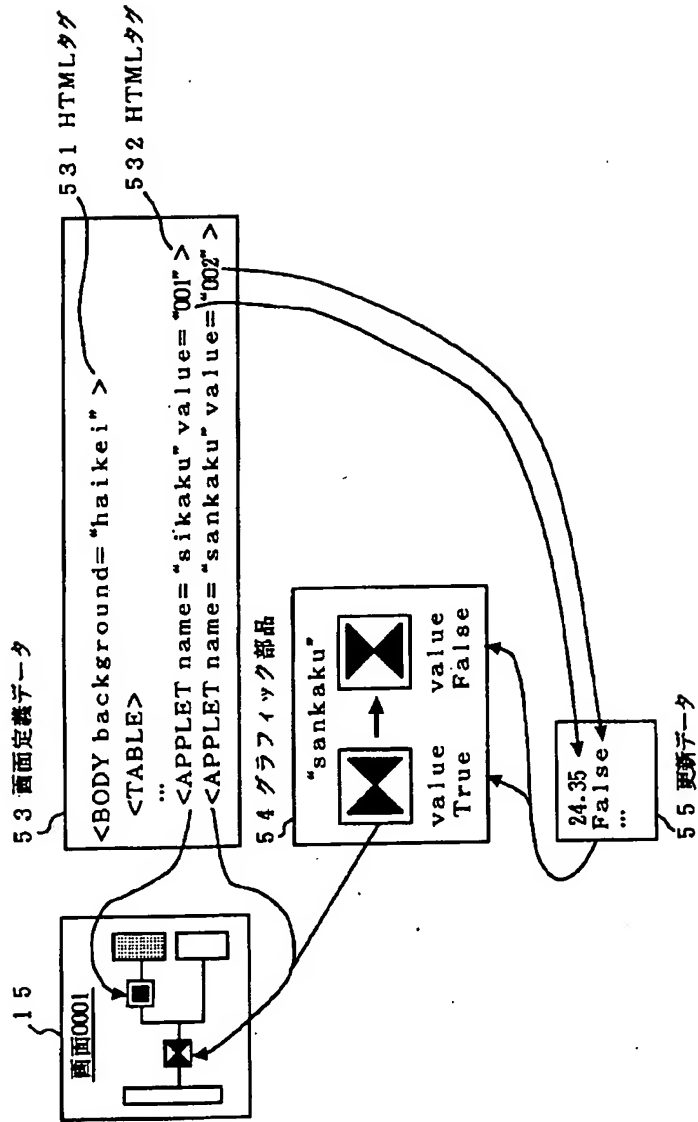 15
画面0001
53 画面定義データ
<BODY background="haikei" >
<TABLE>
…
<APPLET name="sikaku" value="001" >
<APPLET name="sankaku" value="002" >
531 HTMLタグ
532 HTMLタグ
54 グラフィック部品
"sankaku"
value
True
value
False
24.35
False
…
55 更新データ